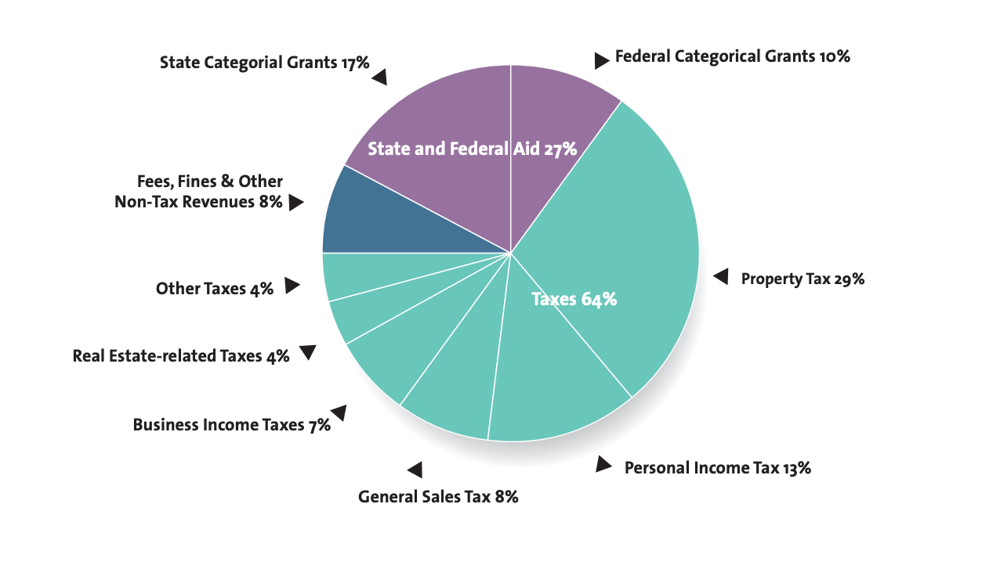 Federal Categorical Grants 10%
State Categorial Grants 17%
State and Federal Aid 27%
Fees, Fines & Other
Non-Tax Revenues 8%
Property Tax 29%
Other Taxes 4%
Taxes 64%
Real Estate-related Taxes 4%
Business Income Taxes 7%
Personal Income Tax 13%
General Sales Tax 8%